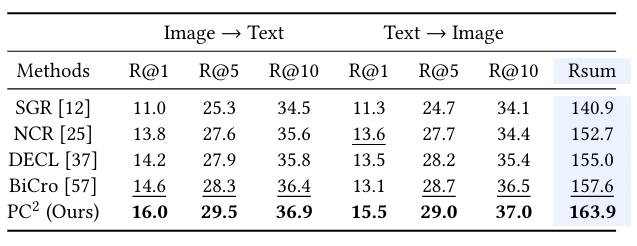 Image → Text Text → Image
Methods R@1 R@5 R@10 R@1 R@5 R@10 Rsum
SGR [12] 11.0 25.3 34.5 11.3 24.7 34.1 140.9
NCR [25] 13.8 27.6 35.6 13.6 27.7 34.4 152.7
DECL [37] 14.2 27.9 35.8 13.5 28.2 35.4 155.0
BiCro [57] 14.6 28.3 36.4 13.1 28.7 36.5 157.6
PC² (Ours) 16.0 29.5 36.9 15.5 29.0 37.0 163.9